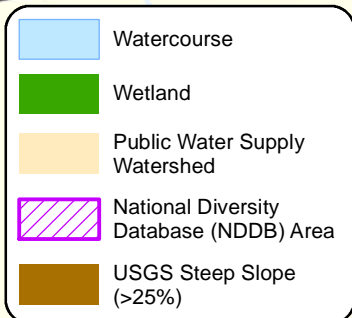 Watercourse
Wetland
Public Water Supply
Watershed
National Diversity
Database (NDDB) Area
USGS Steep Slope
(>25%)